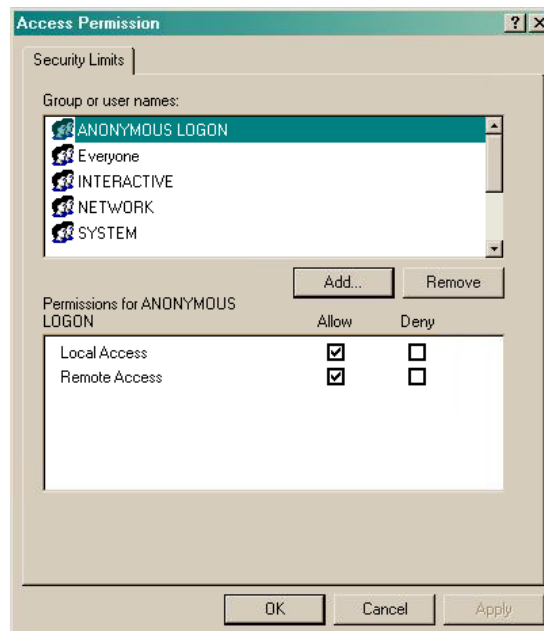 Access Permission
Security Limits
Group or user names:
ANONYMOUS LOGON
Everyone
INTERACTIVE
NETWORK
SYSTEM
Add... Remove
Permissions for ANONYMOUS
LOGON Allow Deny
Local Access
Remote Access
OK Cancel Apply